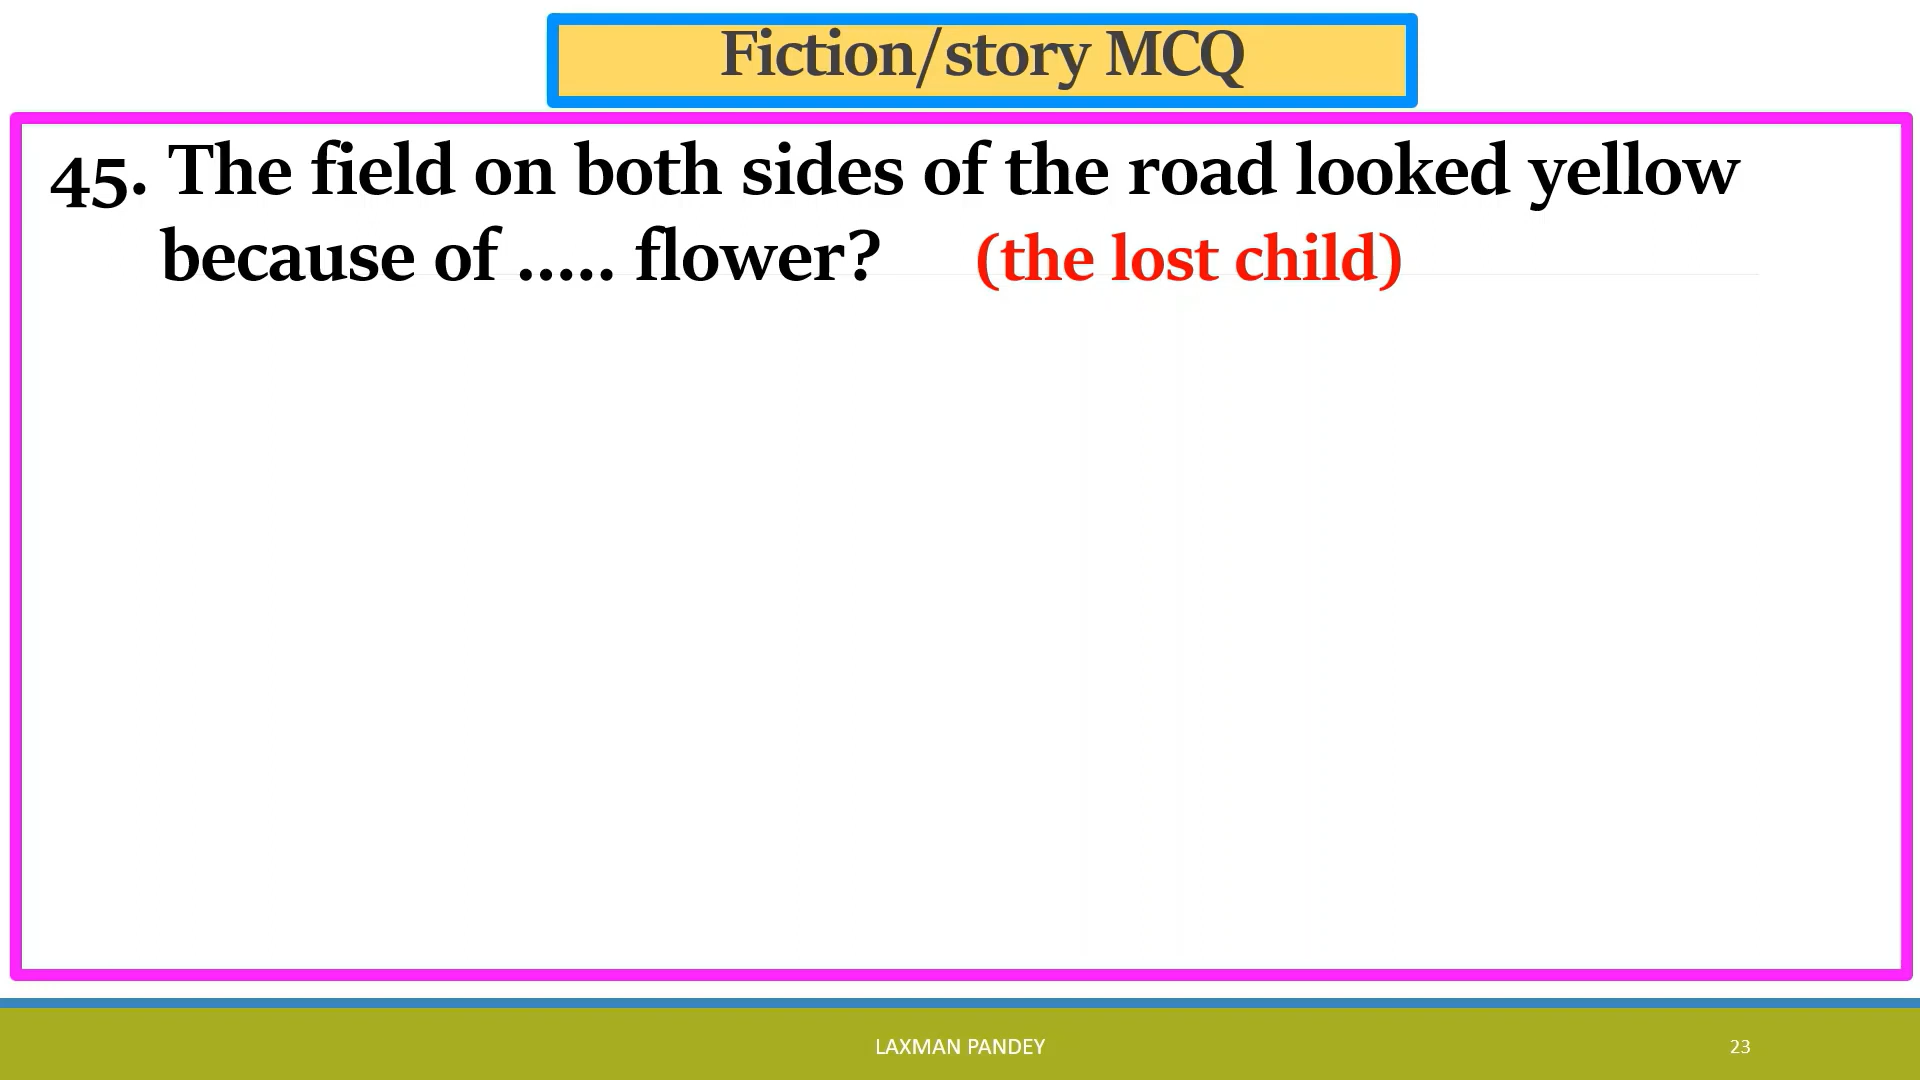 Fiction/story MCQ
45. The field on both sides of the road looked yellow
because of ..... flower? (the lost child)
LAXMAN PANDEY
23